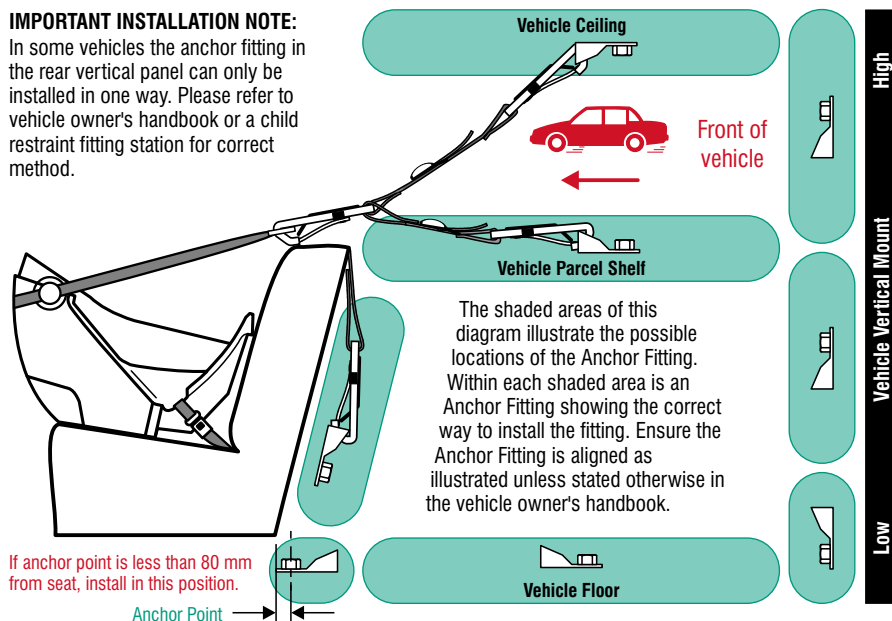 IMPORTANT INSTALLATION NOTE:
In some vehicles the anchor fitting in
the rear vertical panel can only be
installed in one way. Please refer to
vehicle owner's handbook or a child
restraint fitting station for correct
method.
Vehicle Ceiling
Front of
vehicle
Vehicle Parcel Shelf
The shaded areas of this
diagram illustrate the possible
locations of the Anchor Fitting.
Within each shaded area is an
Anchor Fitting showing the correct
way to install the fitting. Ensure the
Anchor Fitting is aligned as
illustrated unless stated otherwise in
the vehicle owner's handbook.
High
Vehicle Vertical Mount
Low
If anchor point is less than 80 mm
from seat, install in this position.
Anchor Point
Vehicle Floor